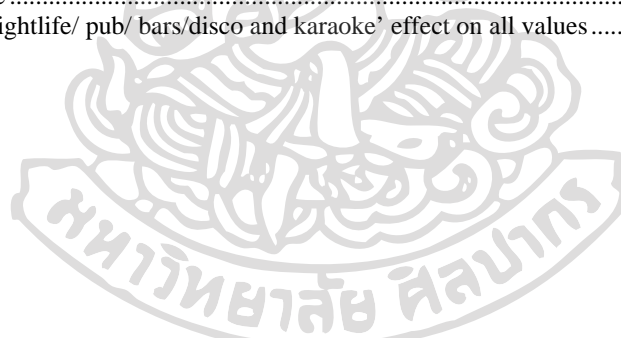 ightlife/ pub/ bars/disco and karaoke’ effect on all values .....
มหาวิทยาลัย ศิลปากร